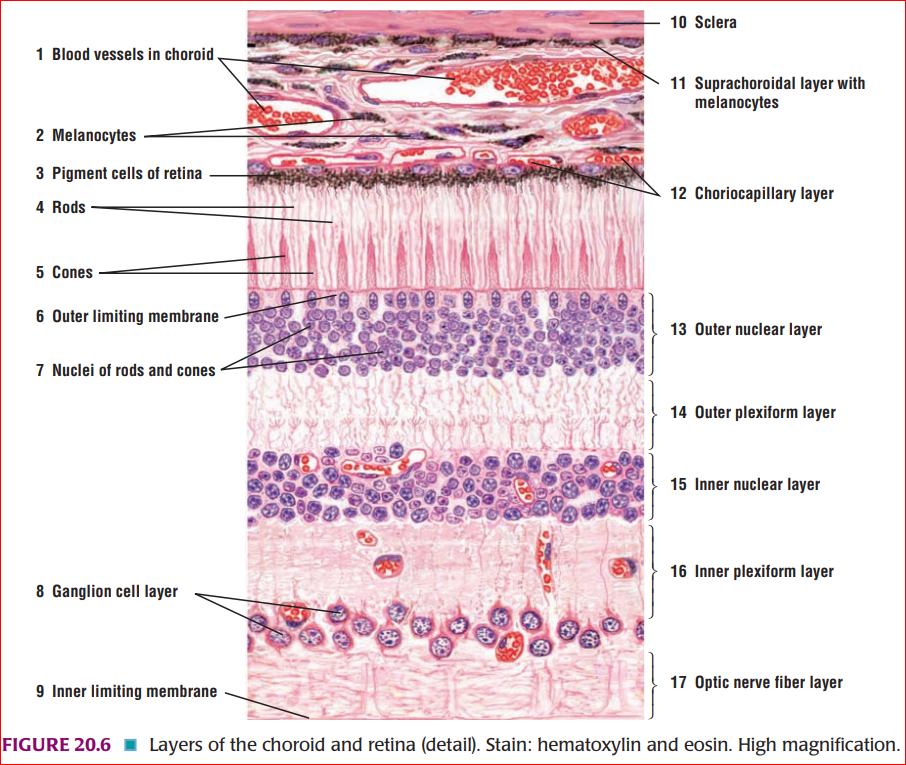 1 Blood vessels in choroid
2 Melanocytes
3 Pigment cells of retina
4 Rods
5 Cones
6 Outer limiting membrane
7 Nuclei of rods and cones
8 Ganglion cell layer
9 Inner limiting membrane
10 Sclera
11 Suprachoroidal layer with
melanocytes
12 Choriocapillary layer
13 Outer nuclear layer
14 Outer plexiform layer
15 Inner nuclear layer
16 Inner plexiform layer
17 Optic nerve fiber layer
FIGURE 20.6 Layers of the choroid and retina (detail). Stain: hematoxylin and eosin. High magnification.